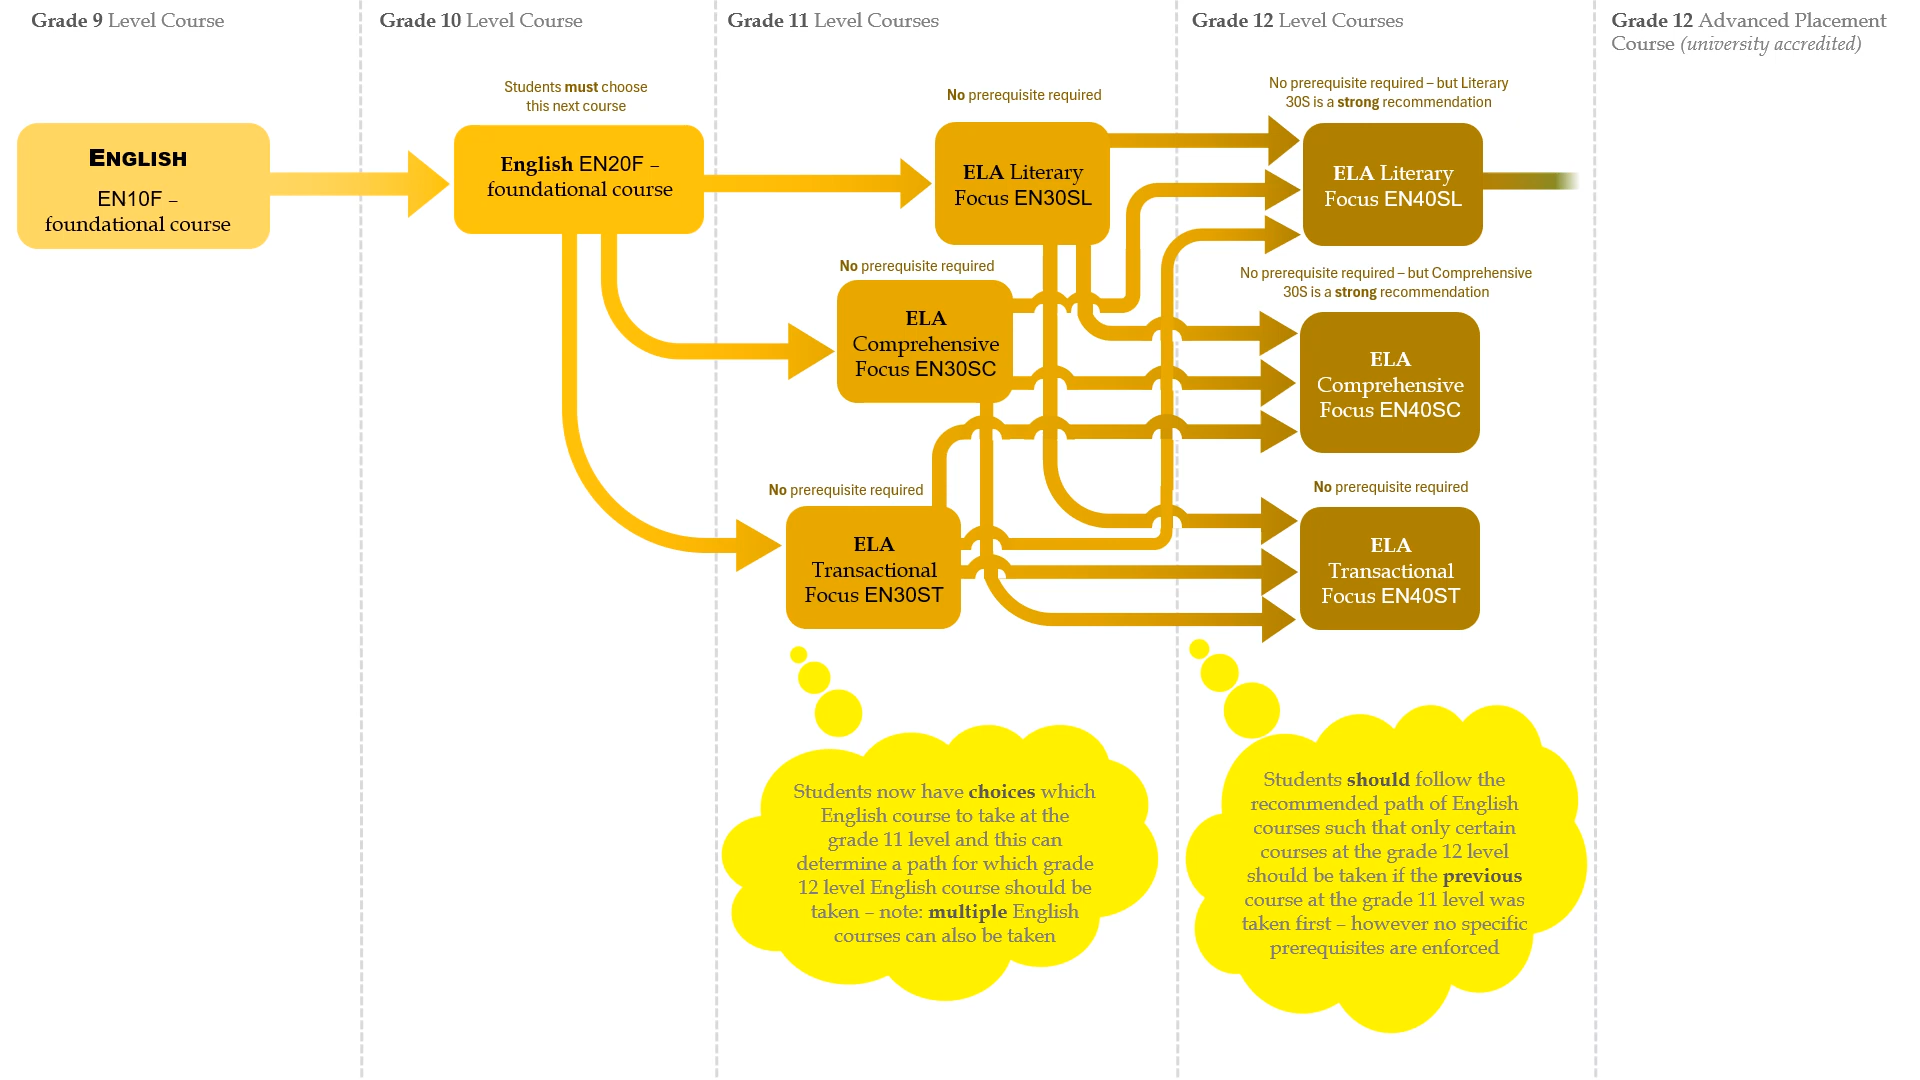 Grade 9 Level Course
Grade 10 Level Course
Grade 11 Level Courses
Grade 12 Level Courses
Grade 12 Advanced Placement
Course (university accredited)
ENGLISH
EN10F –
foundational course
Students must choose
this next course
English EN20F –
foundational course
No prerequisite required
ELA Literary
Focus EN30SL
No prerequisite required
ELA
Comprehensive
Focus EN30SC
No prerequisite required
ELA
Transactional
Focus EN30ST
No prerequisite required – but Literary
30S is a strong recommendation
ELA Literary
Focus EN40SL
No prerequisite required – but Comprehensive
30S is a strong recommendation
ELA
Comprehensive
Focus EN40SC
No prerequisite required
ELA
Transactional
Focus EN40ST
Students now have choices which
English course to take at the
grade 11 level and this can
determine a path for which grade
12 level English course should be
taken – note: multiple English
courses can also be taken
Students should follow the
recommended path of English
courses such that only certain
courses at the grade 12 level
should be taken if the previous
course at the grade 11 level was
taken first – however no specific
prerequisites are enforced